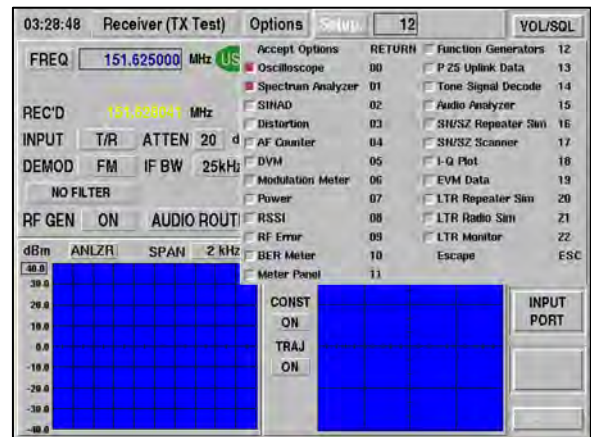 03:28:48 Receiver (TX Test) Options Setup 12 VOL/SQL
FREQ 151.625000 MHz US
REC'D MHz
INPUT T/R ATTEN 20 d
DEMOD FM IF BW 25kHz
NO FILTER
RF GEN ON AUDIO ROUTI
Accept Options RETURN
Oscilloscope 00
Spectrum Analyzer 01
SINAD 02
Distortion 03
AF Counter 04
DVM 05
Modulation Meter 06
Power 07
RSSI 08
RF Error 09
BER Meter 10
Meter Panel 11
Function Generators 12
P 25 Uplink Data 13
Tone Signal Decode 14
Audio Analyzer 15
SN/SZ Repeater Sim 16
SN/SZ Scanner 17
I-Q Plot 18
EVM Data 19
LTR Repeater Sim 20
LTR Radio Sim 21
LTR Monitor 22
Escape ESC
dBm ANLZR SPAN 2 kHz
40.0
30.0
20.0
10.0
0.0
-10.0
-20.0
-30.0
-40.0
CONST
ON
TRAJ
ON
INPUT
PORT